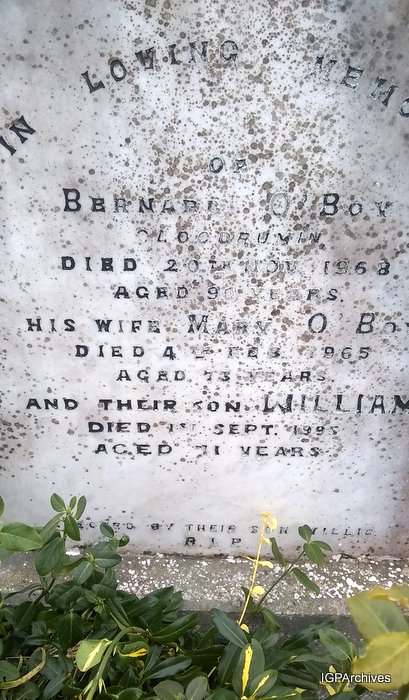 IN LOVING MEMO
OF
BERNARD O'BOY
CLOODRUMIN
DIED 20TH NOV. 1968
AGED 90 YEARS.
HIS WIFE MARY O'BO
DIED 4TH FEB. 1965
AGED 73 YEARS
AND THEIR SON WILLIAM
DIED 1ST SEPT. 1995
AGED 71 YEARS
BY THEIR SON WILLIE
R.I.P.
IGPArchives